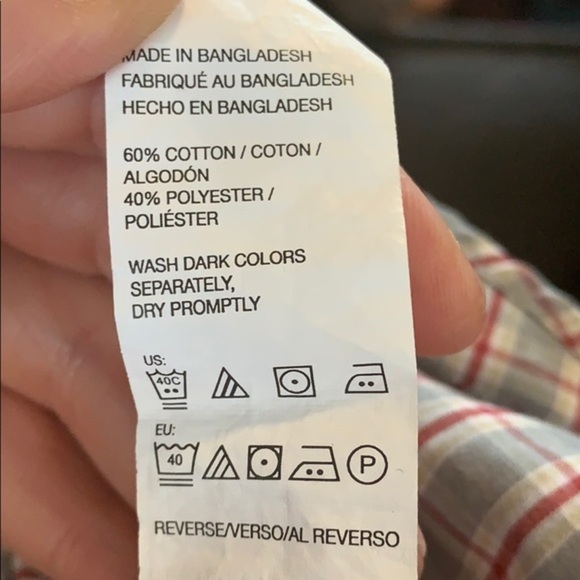 MADE IN BANGLADESH
FABRIQUÉ AU BANGLADESH
HECHO EN BANGLADESH
60% COTTON / COTON /
ALGODÓN
40% POLYESTER /
POLIÉSTER
WASH DARK COLORS
SEPARATELY,
DRY PROMPTLY
US:
40C
EU:
40 P
REVERSE/VERSO/AL REVERSO